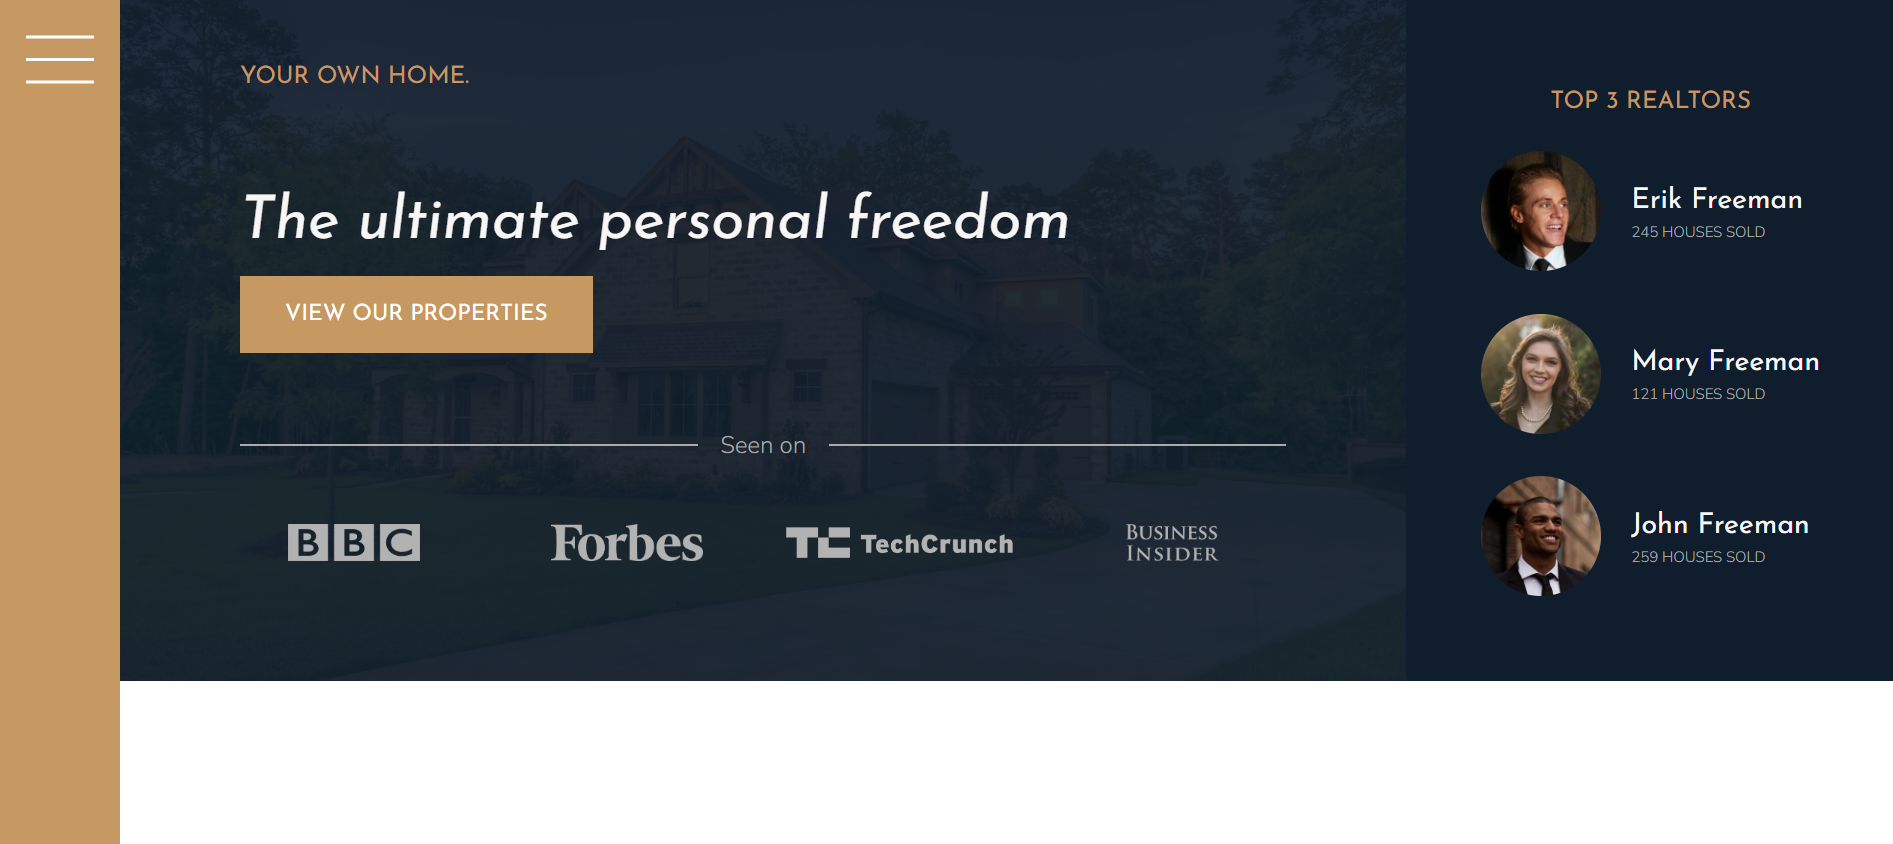 YOUR OWN HOME.
The ultimate personal freedom
VIEW OUR PROPERTIES
Seen on
BBC
Forbes
TC TechCrunch
BUSINESS
INSIDER
TOP 3 REALTORS
Erik Freeman
245 HOUSES SOLD
Mary Freeman
121 HOUSES SOLD
John Freeman
259 HOUSES SOLD